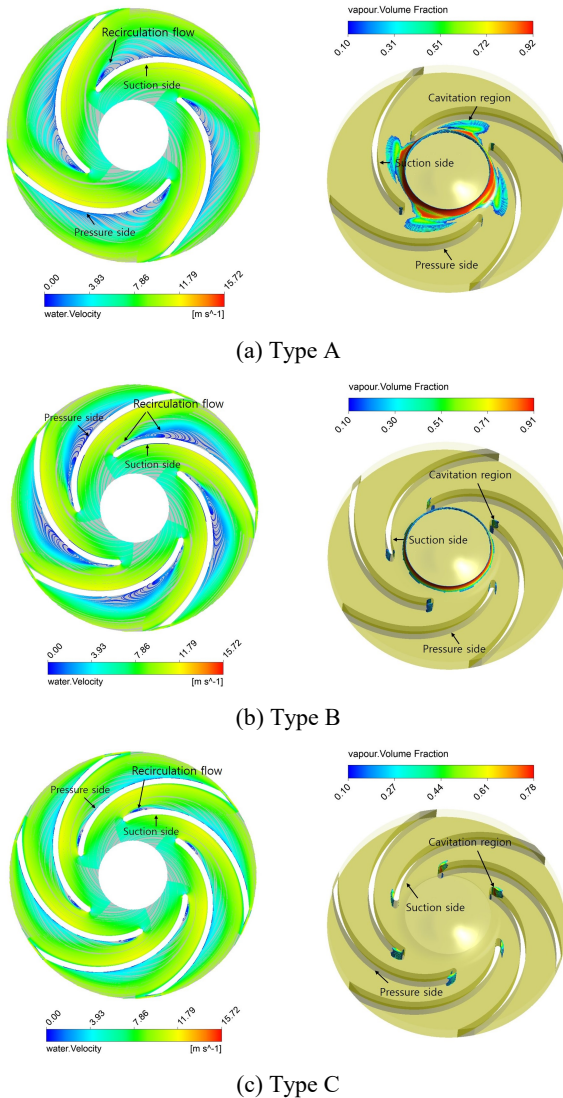 Recirculation flow
Suction side
Pressure side
0.00
3.93
7.86
11.79
15.72
water.Velocity
[m s^-1]
vapour.Volume Fraction
0.10
0.31
0.51
0.72
0.92
Cavitation region
Suction side
Pressure side
(a) Type A
Pressure side
Recirculation flow
Suction side
0.00
3.93
7.86
11.79
15.72
water.Velocity
[m s^-1]
vapour.Volume Fraction
0.10
0.31
0.51
0.71
0.91
Cavitation region
Suction side
Pressure side
(b) Type B
Recirculation flow
Pressure side
Suction side
0.00
3.93
7.86
11.79
15.72
water.Velocity
[m s^-1]
vapour.Volume Fraction
0.10
0.27
0.44
0.61
0.78
Cavitation region
Suction side
Pressure side
(c) Type C